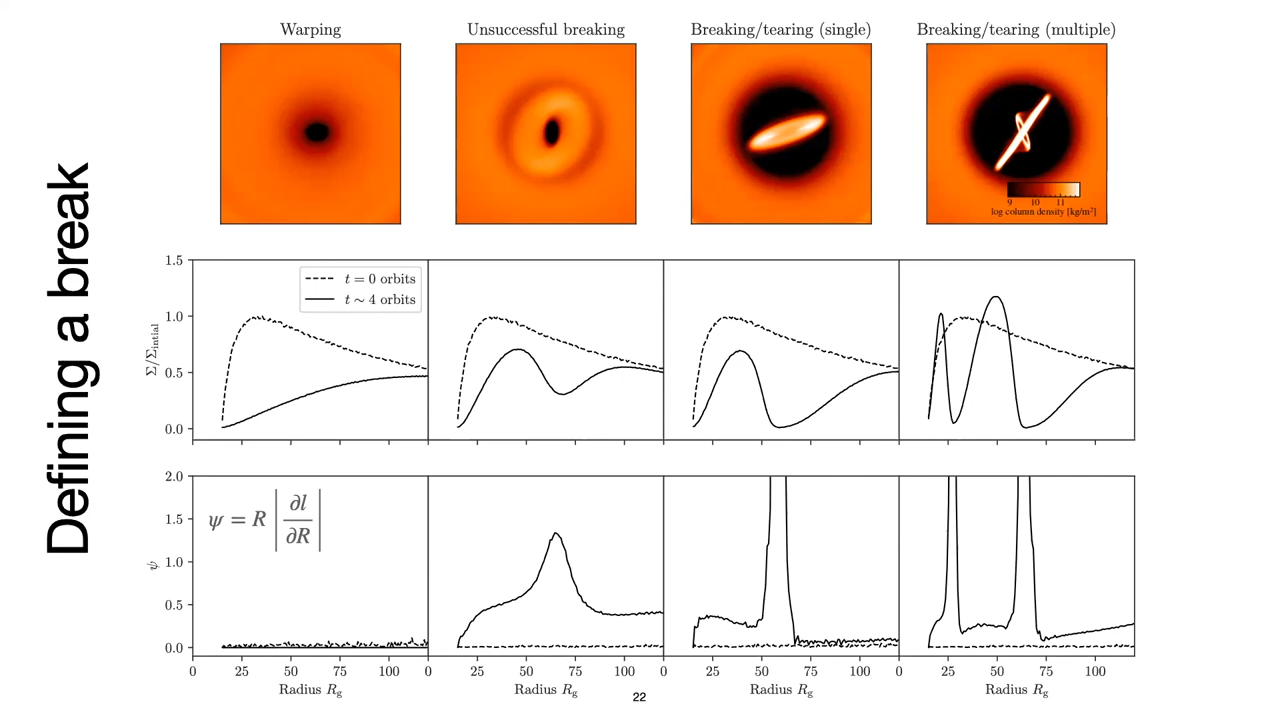 Defining a break
Warping
Unsuccessful breaking
Breaking/tearing (single)
Breaking/tearing (multiple)
9 10 11
log column density [kg/m²]
1.5
1.0
0.5
0.0
Σ/Σintial
t = 0 orbits
t ∼ 4 orbits
2.0
1.5
1.0
0.5
0.0
ψ
ψ = R | ∂l / ∂R |
0 25 50 75 100 0 25 50 75 100 0 25 50 75 100 0 25 50 75 100
Radius Rg Radius Rg Radius Rg Radius Rg
22